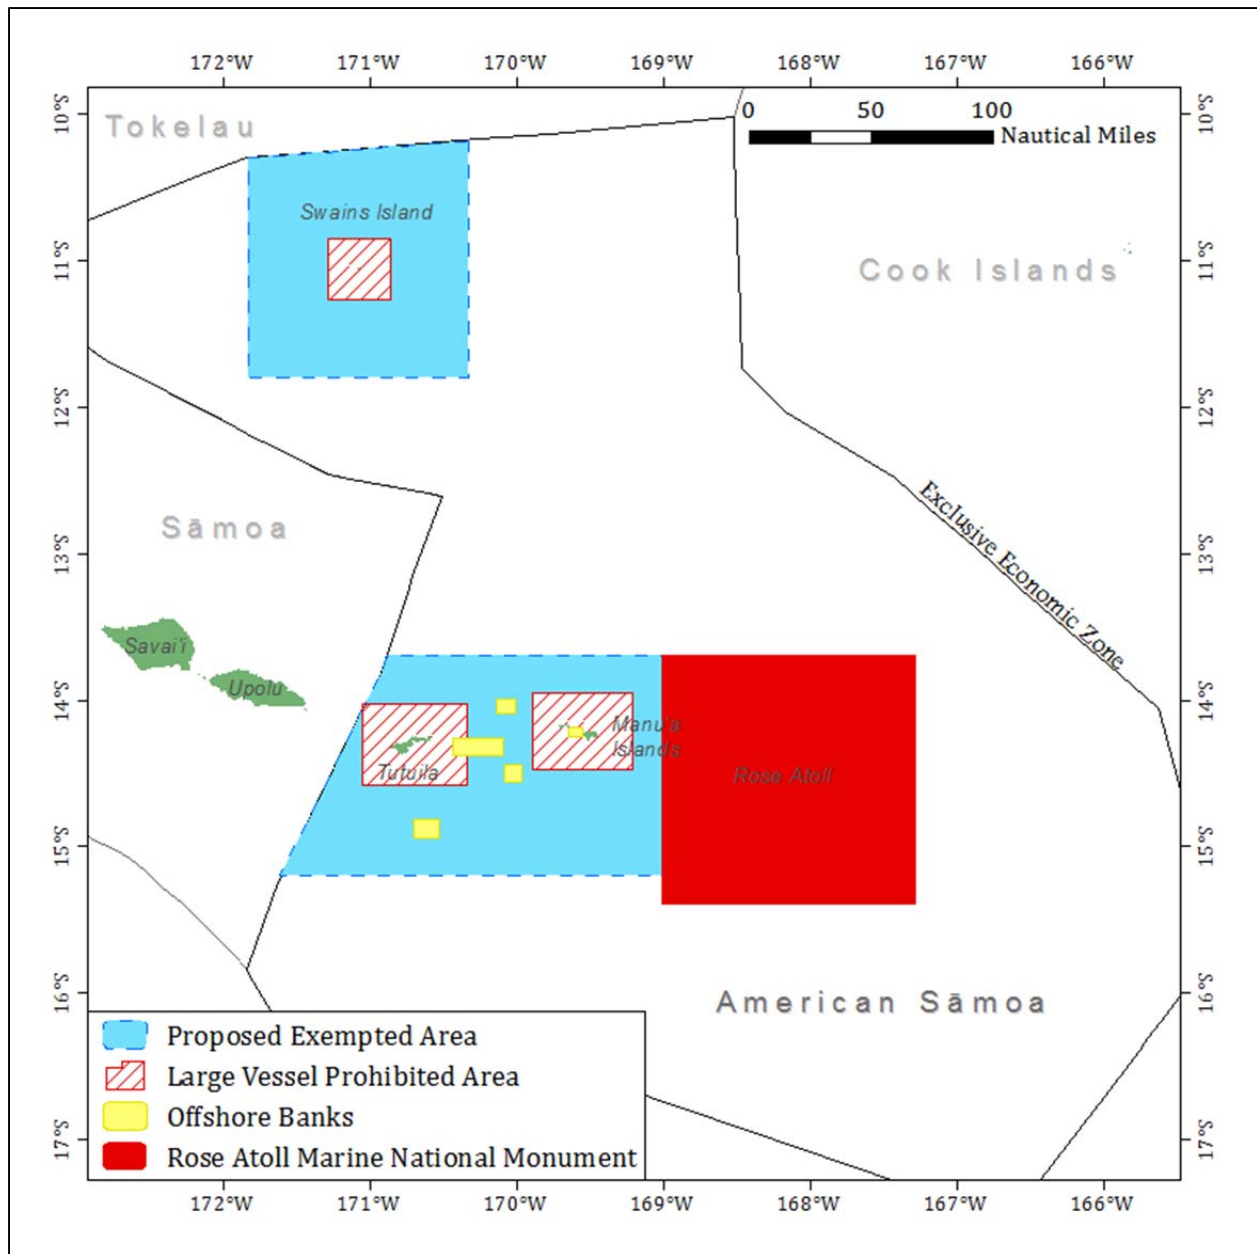 172°W 171°W 170°W 169°W 168°W 167°W 166°W
10°S
10°S
Tokelau
0 50 100
Nautical Miles
Swains Island
11°S
11°S
Cook Islands
12°S
12°S
Exclusive Economic Zone
Sāmoa
13°S
13°S
Savai'i
Upolu
14°S
14°S
Manu'a
Islands
Tutuila
Rose Atoll
15°S
15°S
American Sāmoa
16°S
16°S
Proposed Exempted Area
Large Vessel Prohibited Area
Offshore Banks
Rose Atoll Marine National Monument
17°S
17°S
172°W 171°W 170°W 169°W 168°W 167°W 166°W